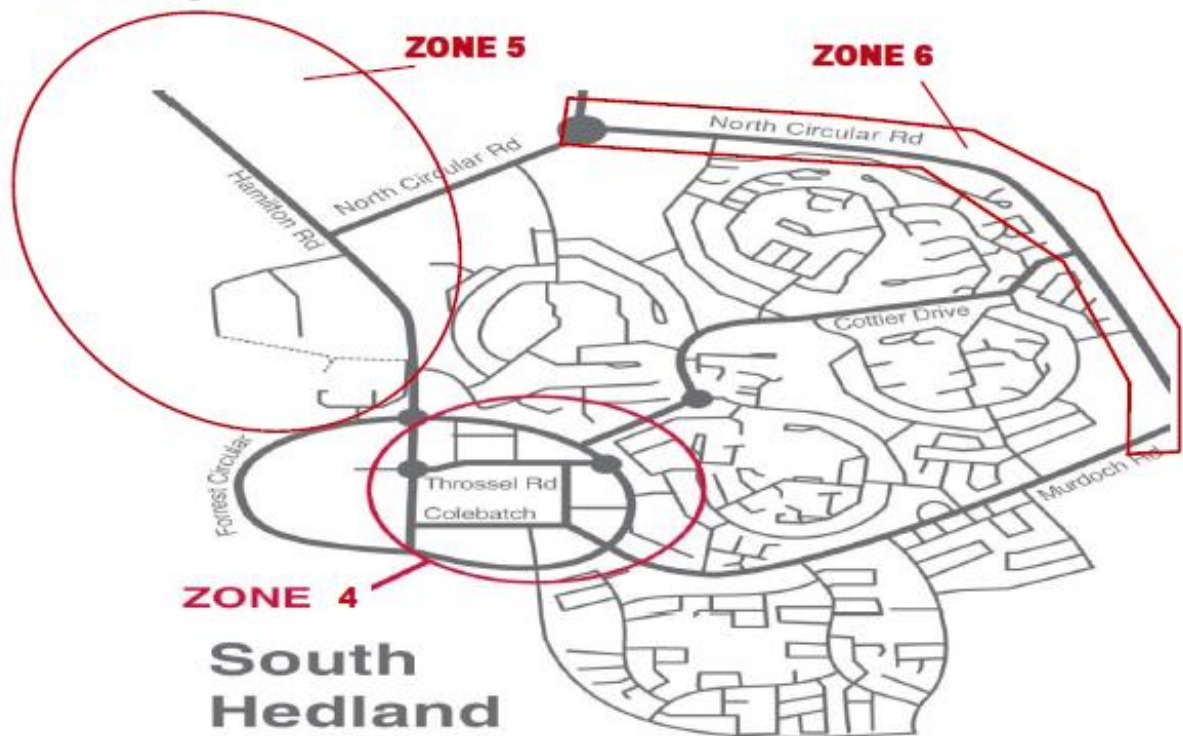 ZONE 5
ZONE 6
North Circular Rd
North Circular Rd
Hamilton Rd
Cottier Drive
Forrest Circular
Throssel Rd
Colebatch
Murdoch Rd
ZONE 4
South
Hedland